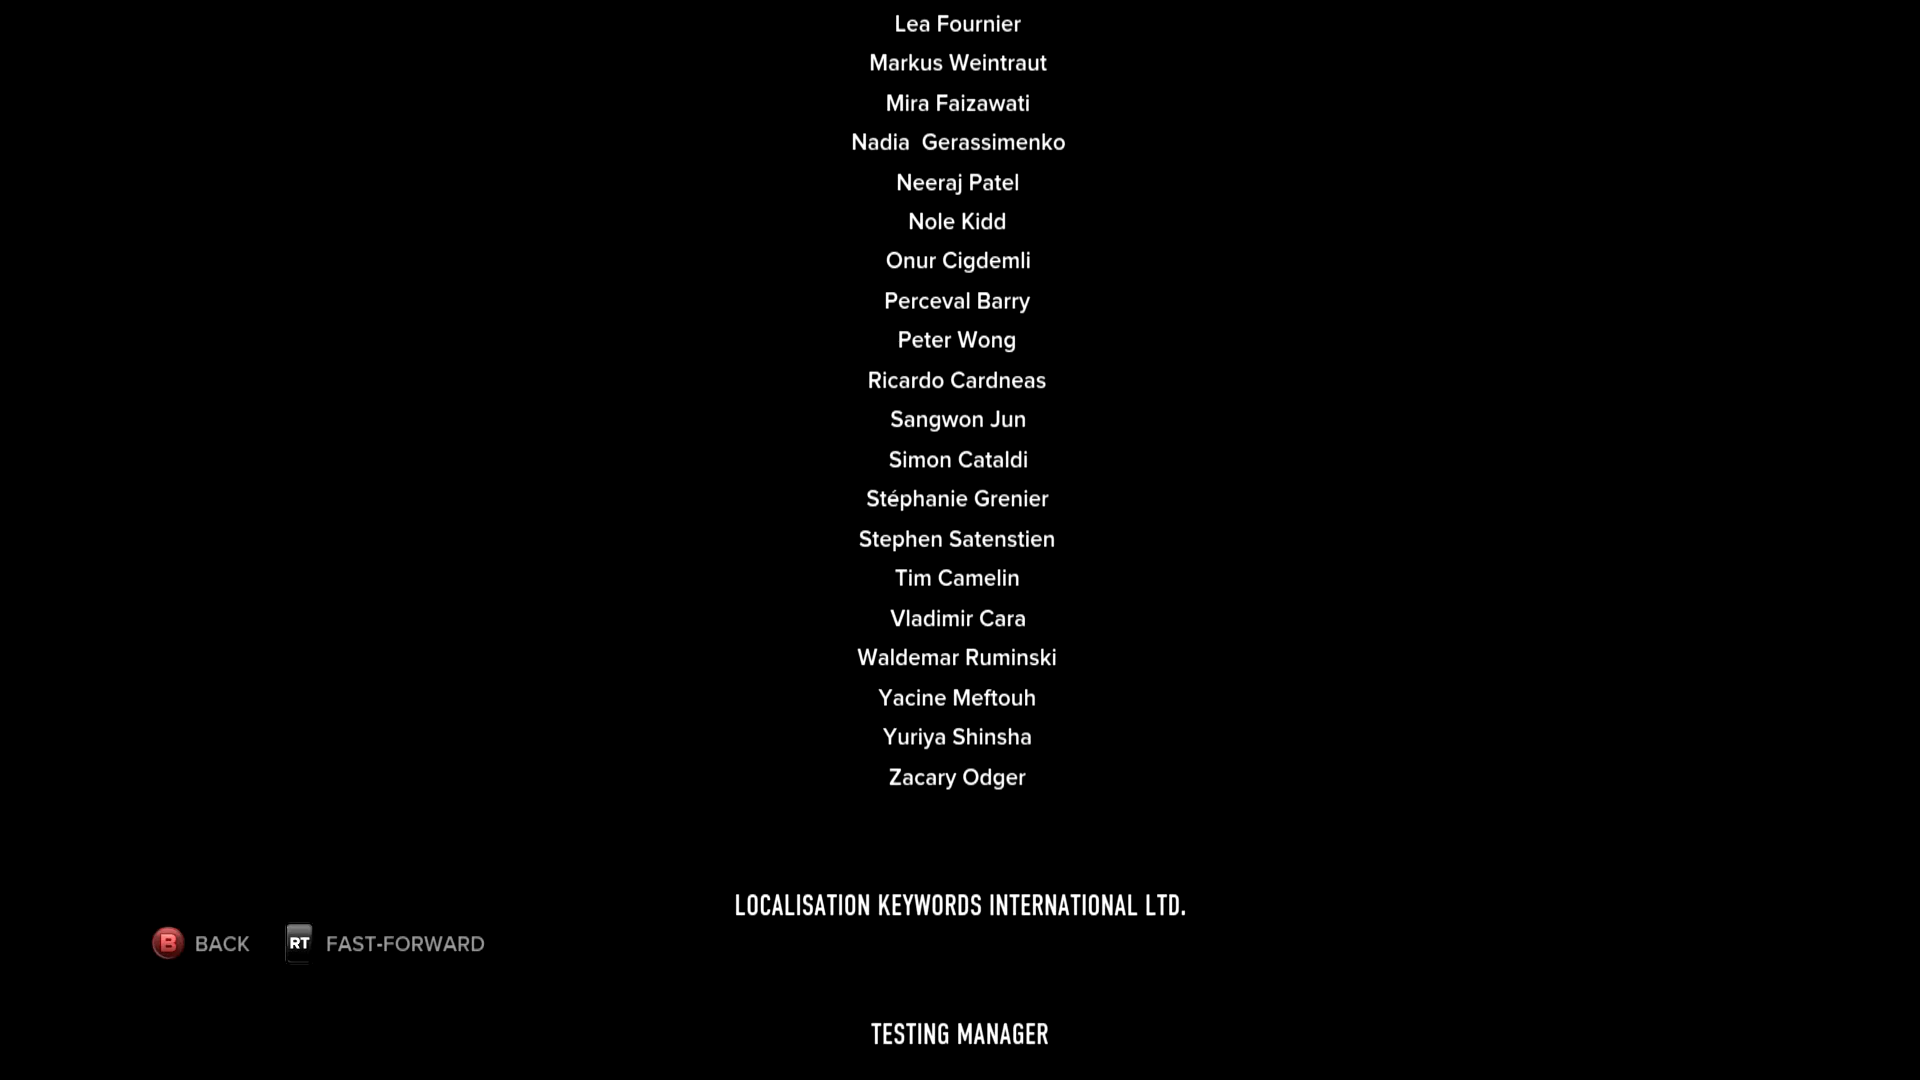 Lea Fournier
Markus Weintraut
Mira Faizawati
Nadia  Gerassimenko
Neeraj Patel
Nole Kidd
Onur Cigdemli
Perceval Barry
Peter Wong
Ricardo Cardneas
Sangwon Jun
Simon Cataldi
Stéphanie Grenier
Stephen Satenstien
Tim Camelin
Vladimir Cara
Waldemar Ruminski
Yacine Meftouh
Yuriya Shinsha
Zacary Odger
LOCALISATION KEYWORDS INTERNATIONAL LTD.
B BACK RT FAST-FORWARD
TESTING MANAGER